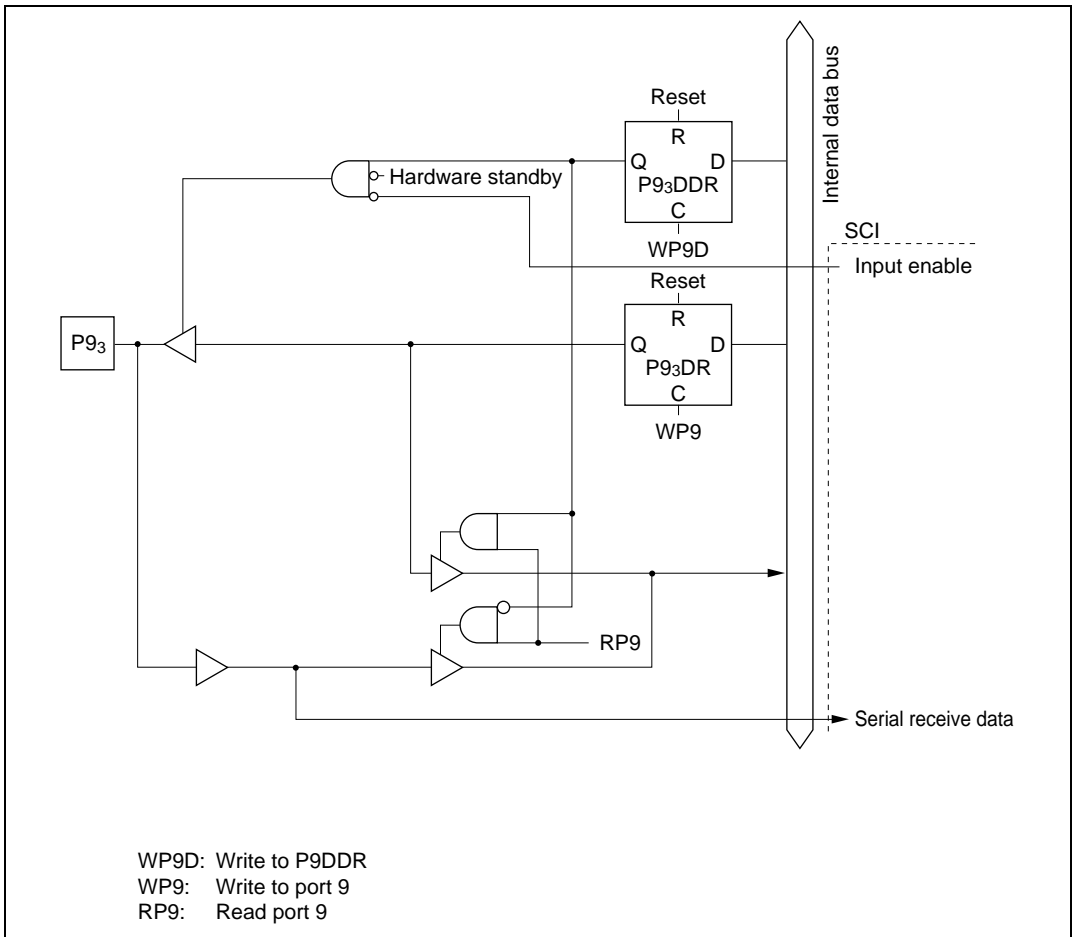 Reset
R
Q D
P9₃DDR
C
WP9D
Hardware standby
Internal data bus
SCI
Input enable
Reset
R
Q D
P9₃DR
C
WP9
P9₃
RP9
Serial receive data
WP9D: Write to P9DDR
WP9: Write to port 9
RP9: Read port 9